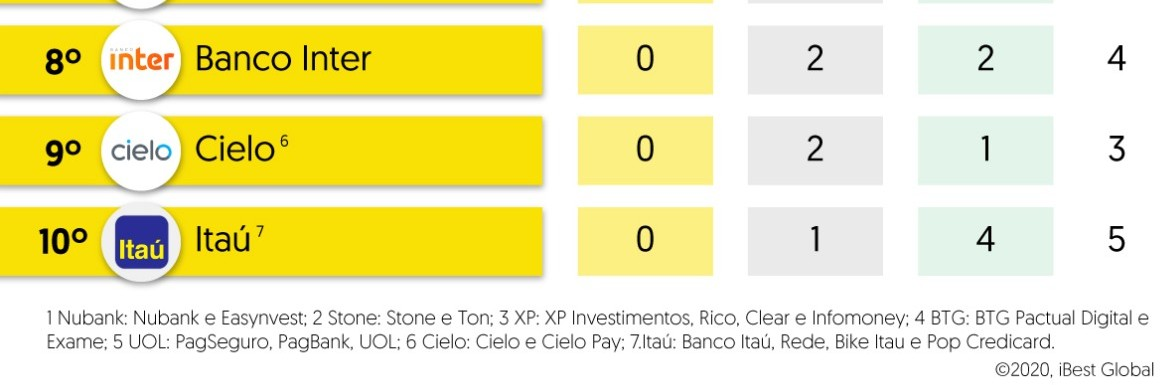 8º BANCO inter Banco Inter 0 2 2 4
9º cielo Cielo 6 0 2 1 3
10º Itaú Itaú 7 0 1 4 5
1 Nubank: Nubank e Easynvest; 2 Stone: Stone e Ton; 3 XP: XP Investimentos, Rico, Clear e Infomoney; 4 BTG: BTG Pactual Digital e
Exame; 5 UOL: PagSeguro, PagBank, UOL; 6 Cielo: Cielo e Cielo Pay; 7.Itaú: Banco Itaú, Rede, Bike Itau e Pop Credicard.
©2020, iBest Global